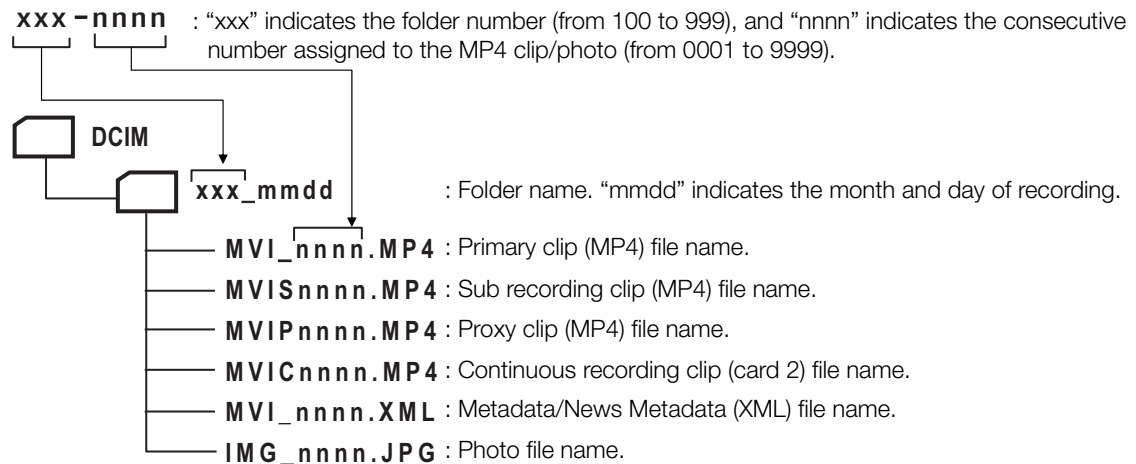 xxx-nnnn : “xxx” indicates the folder number (from 100 to 999), and “nnnn” indicates the consecutive
number assigned to the MP4 clip/photo (from 0001 to 9999).
DCIM
xxx_mmdd : Folder name. “mmdd” indicates the month and day of recording.
MVI_nnnn.MP4 : Primary clip (MP4) file name.
MVISnnnn.MP4 : Sub recording clip (MP4) file name.
MVIPnnnn.MP4 : Proxy clip (MP4) file name.
MVICnnnn.MP4 : Continuous recording clip (card 2) file name.
MVI_nnnn.XML : Metadata/News Metadata (XML) file name.
IMG_nnnn.JPG : Photo file name.